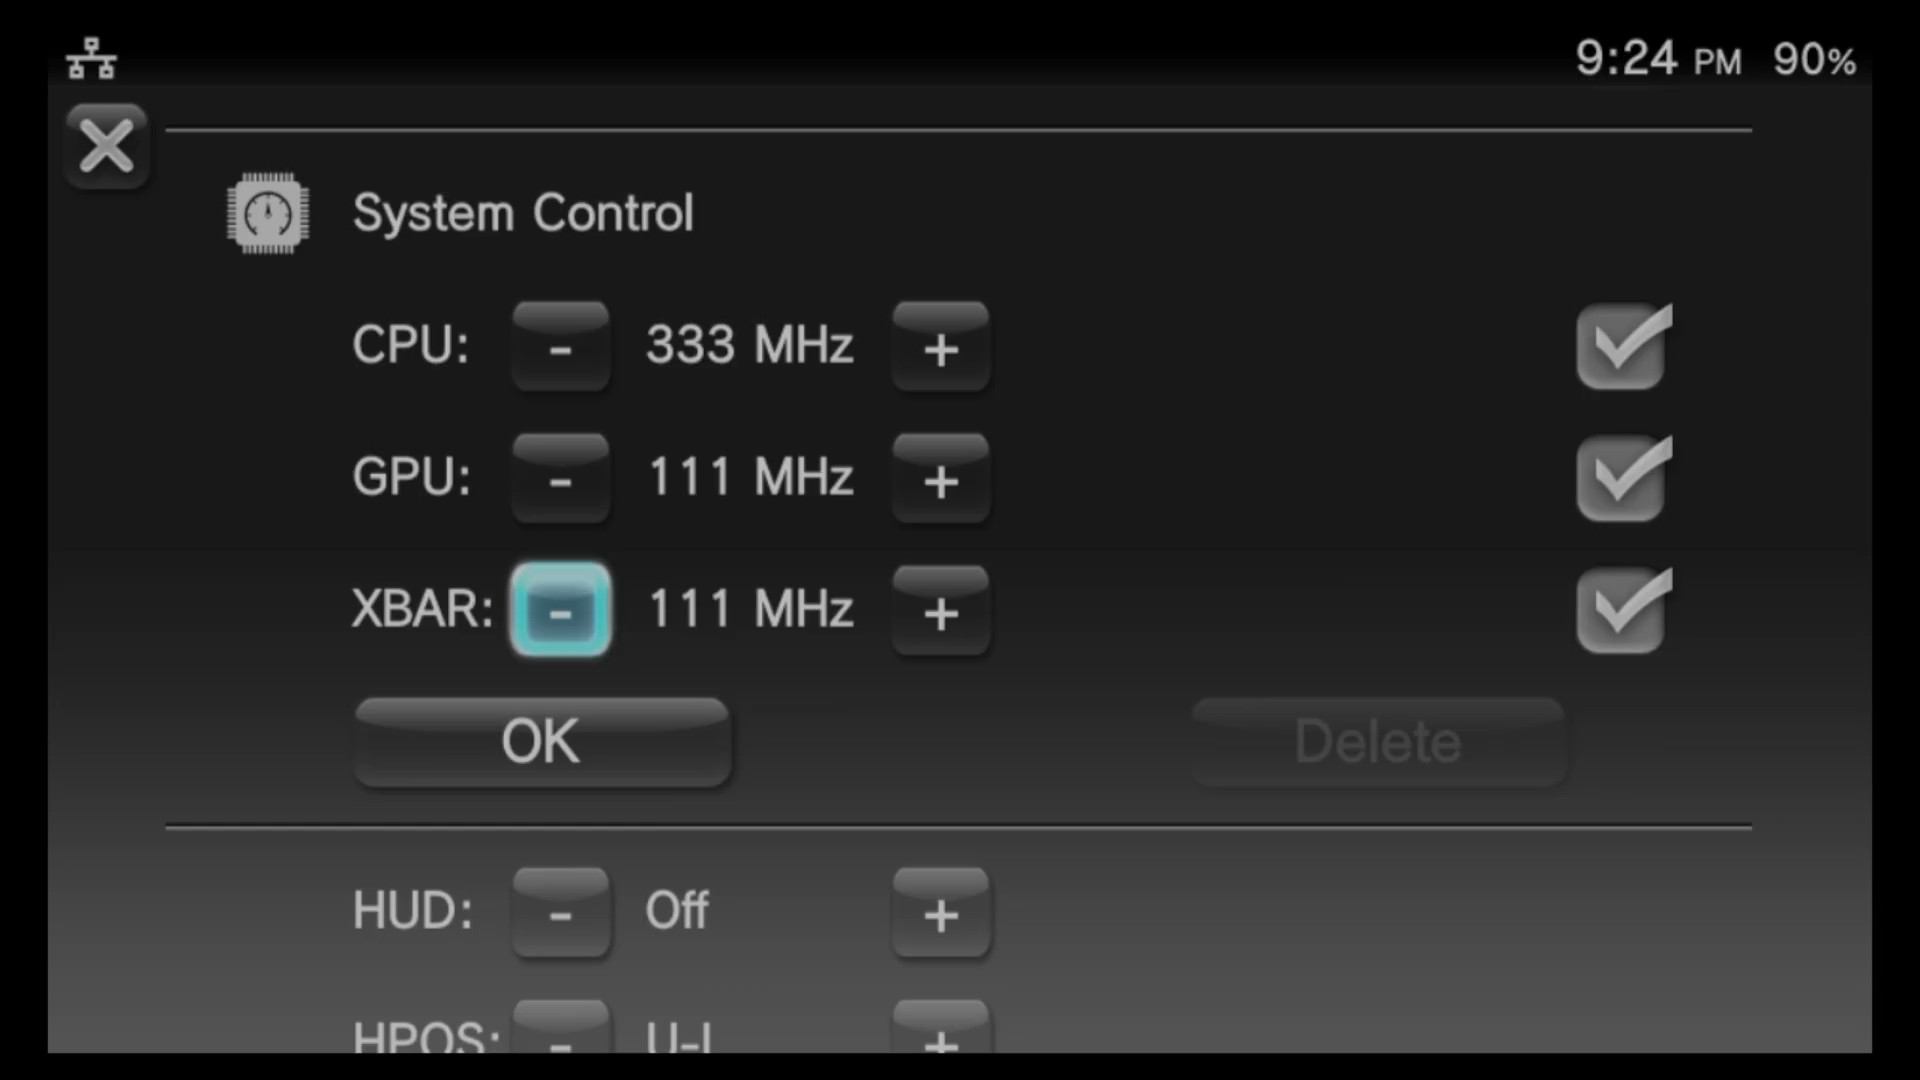 9:24 PM 90%
System Control
CPU: - 333 MHz +
GPU: - 111 MHz +
XBAR: - 111 MHz +
OK Delete
HUD: - Off +
HPOS: - U-L +